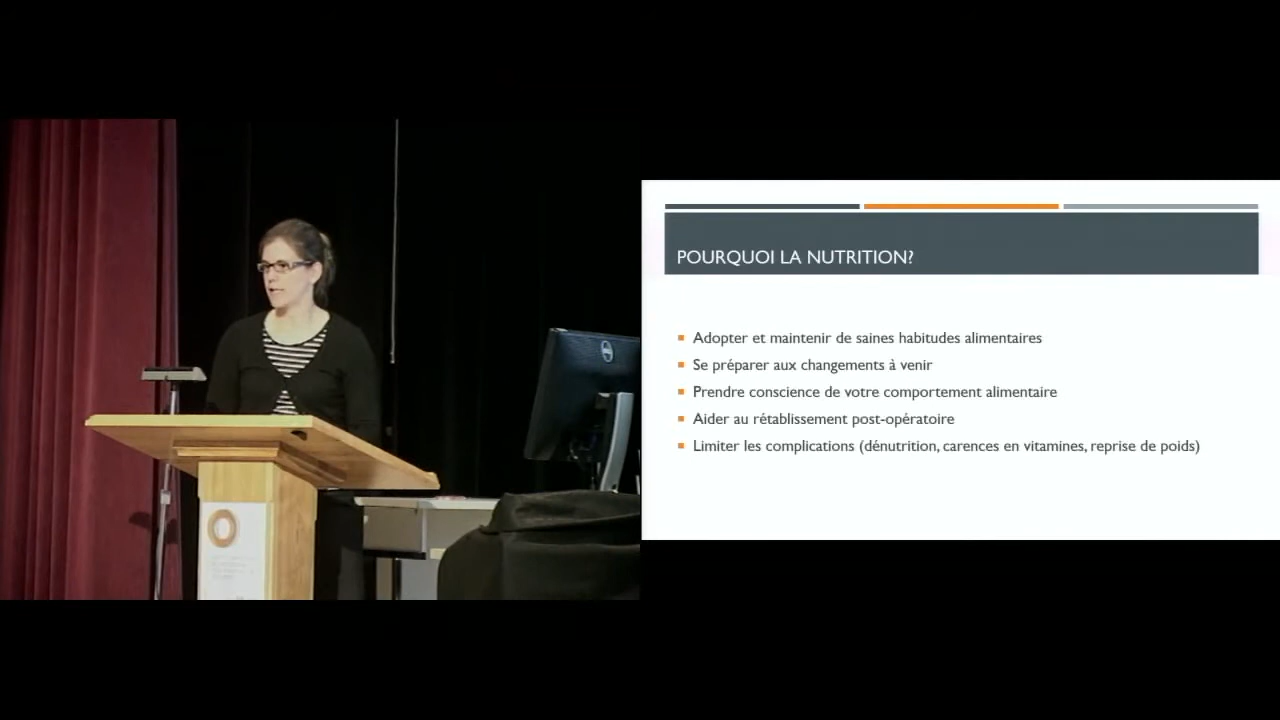 POURQUOI LA NUTRITION?
Adopter et maintenir de saines habitudes alimentaires
Se préparer aux changements à venir
Prendre conscience de votre comportement alimentaire
Aider au rétablissement post-opératoire
Limiter les complications (dénutrition, carences en vitamines, reprise de poids)